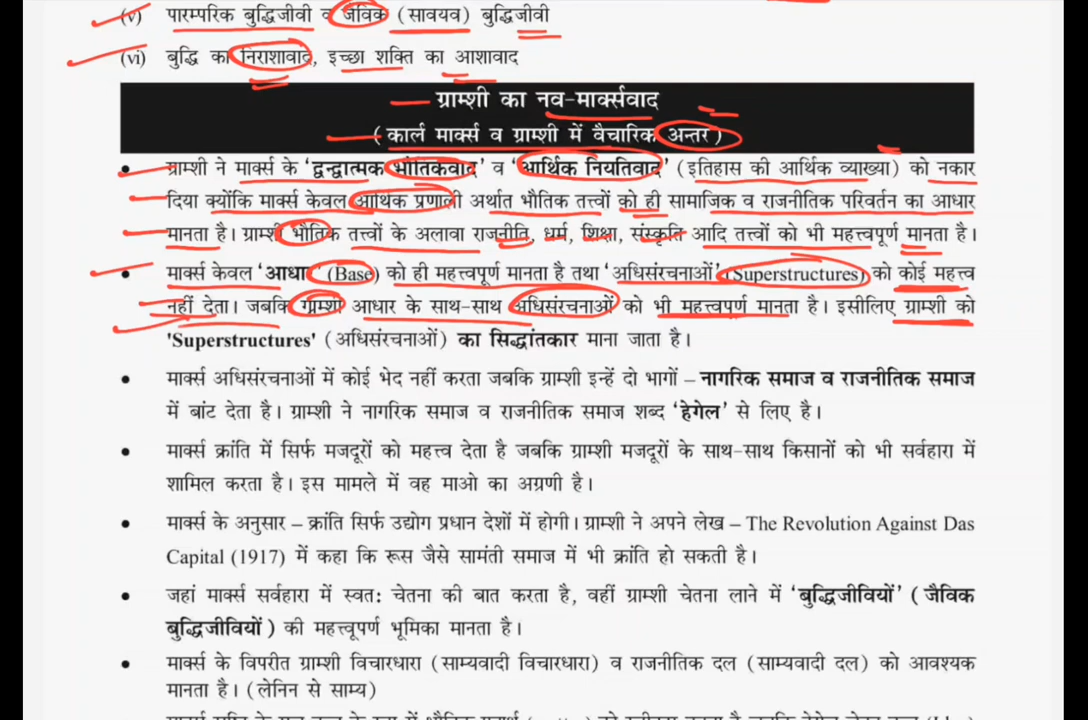 (v) पारम्परिक बुद्धिजीवी व जैविक (सावयव) बुद्धिजीवी
(vi) बुद्धि का निराशावाद, इच्छा शक्ति का आशावाद
ग्राम्शी का नव-मार्क्सवाद
( कार्ल मार्क्स व ग्राम्शी में वैचारिक अन्तर )
• ग्राम्शी ने मार्क्स के 'द्वन्द्वात्मक भौतिकवाद' व 'आर्थिक नियतिवाद' (इतिहास की आर्थिक व्याख्या) को नकार
दिया क्योंकि मार्क्स केवल आर्थिक प्रणाली अर्थात भौतिक तत्त्वों को ही सामाजिक व राजनीतिक परिवर्तन का आधार
मानता है। ग्राम्शी भौतिक तत्त्वों के अलावा राजनीति, धर्म, शिक्षा, संस्कृति आदि तत्त्वों को भी महत्त्वपूर्ण मानता है।
• मार्क्स केवल 'आधार' (Base) को ही महत्त्वपूर्ण मानता है तथा 'अधिसंरचनाओं' (Superstructures) को कोई महत्त्व
नहीं देता। जबकि ग्राम्शी आधार के साथ-साथ अधिसंरचनाओं को भी महत्त्वपूर्ण मानता है। इसीलिए ग्राम्शी को
'Superstructures' (अधिसंरचनाओं) का सिद्धांतकार माना जाता है।
• मार्क्स अधिसंरचनाओं में कोई भेद नहीं करता जबकि ग्राम्शी इन्हें दो भागों – नागरिक समाज व राजनीतिक समाज
में बांट देता है। ग्राम्शी ने नागरिक समाज व राजनीतिक समाज शब्द 'हेगेल' से लिए है।
• मार्क्स क्रांति में सिर्फ मजदूरों को महत्त्व देता है जबकि ग्राम्शी मजदूरों के साथ-साथ किसानों को भी सर्वहारा में
शामिल करता है। इस मामले में वह माओ का अग्रणी है।
• मार्क्स के अनुसार – क्रांति सिर्फ उद्योग प्रधान देशों में होगी। ग्राम्शी ने अपने लेख – The Revolution Against Das
Capital (1917) में कहा कि रूस जैसे सामंती समाज में भी क्रांति हो सकती है।
• जहां मार्क्स सर्वहारा में स्वत: चेतना की बात करता है, वहीं ग्राम्शी चेतना लाने में 'बुद्धिजीवियों' ( जैविक
बुद्धिजीवियों ) की महत्त्वपूर्ण भूमिका मानता है।
• मार्क्स के विपरीत ग्राम्शी विचारधारा (साम्यवादी विचारधारा) व राजनीतिक दल (साम्यवादी दल) को आवश्यक
मानता है। (लेनिन से साम्य)